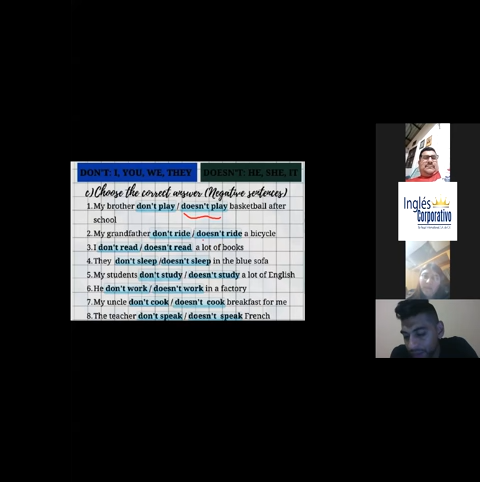 DON'T: I, YOU, WE, THEY
DOESN'T: HE, SHE, IT
c)Choose the correct answer (Negative sentences)
1. My brother don't play / doesn't play basketball after
school
2. My grandfather don't ride / doesn't ride a bicycle
3. I don't read / doesn't read a lot of books
4. They don't sleep /doesn't sleep in the blue sofa
5. My students don't study / doesn't study a lot of English
6. He don't work / doesn't work in a factory
7. My uncle don't cook / doesn't cook breakfast for me
8. The teacher don't speak / doesn't speak French
Inglés
Corporativo